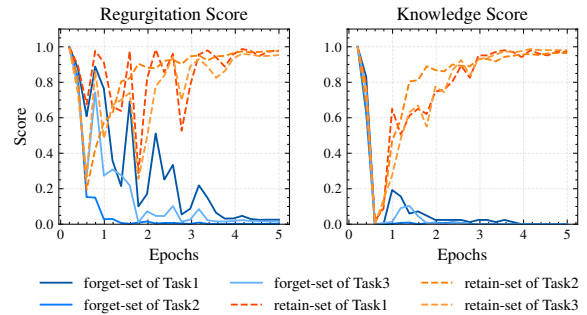 Regurgitation Score
Knowledge Score
Score
1.0
0.8
0.6
0.4
0.2
0.0
0 1 2 3 4 5
Epochs
1.0
0.8
0.6
0.4
0.2
0.0
0 1 2 3 4 5
Epochs
forget-set of Task1
forget-set of Task3
retain-set of Task2
forget-set of Task2
retain-set of Task1
retain-set of Task3